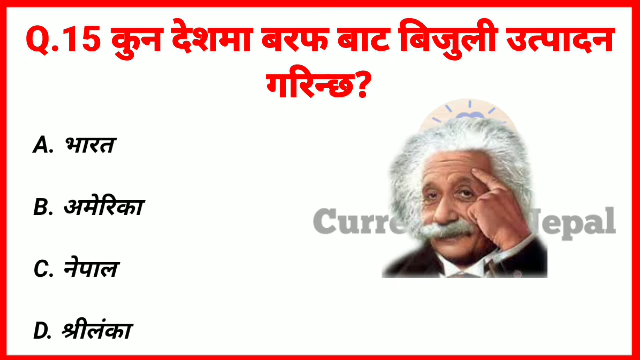 Q.15 कुन देशमा बरफ बाट बिजुली उत्पादन
गरिन्छ?
A. भारत
B. अमेरिका
C. नेपाल
D. श्रीलंका